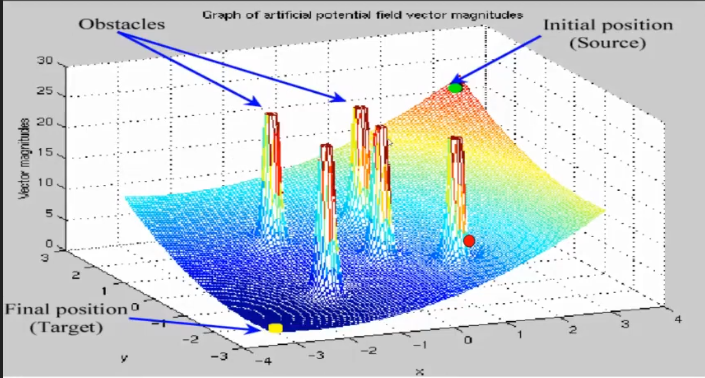 Graph of artificial potential field vector magnitudes
Obstacles
Initial position
(Source)
Vector magnitudes
30
25
20
15
10
5
0
3
2
1
0
-1
-2
-3
y
-4
-3
-2
-1
0
1
2
3
4
x
Final position
(Target)